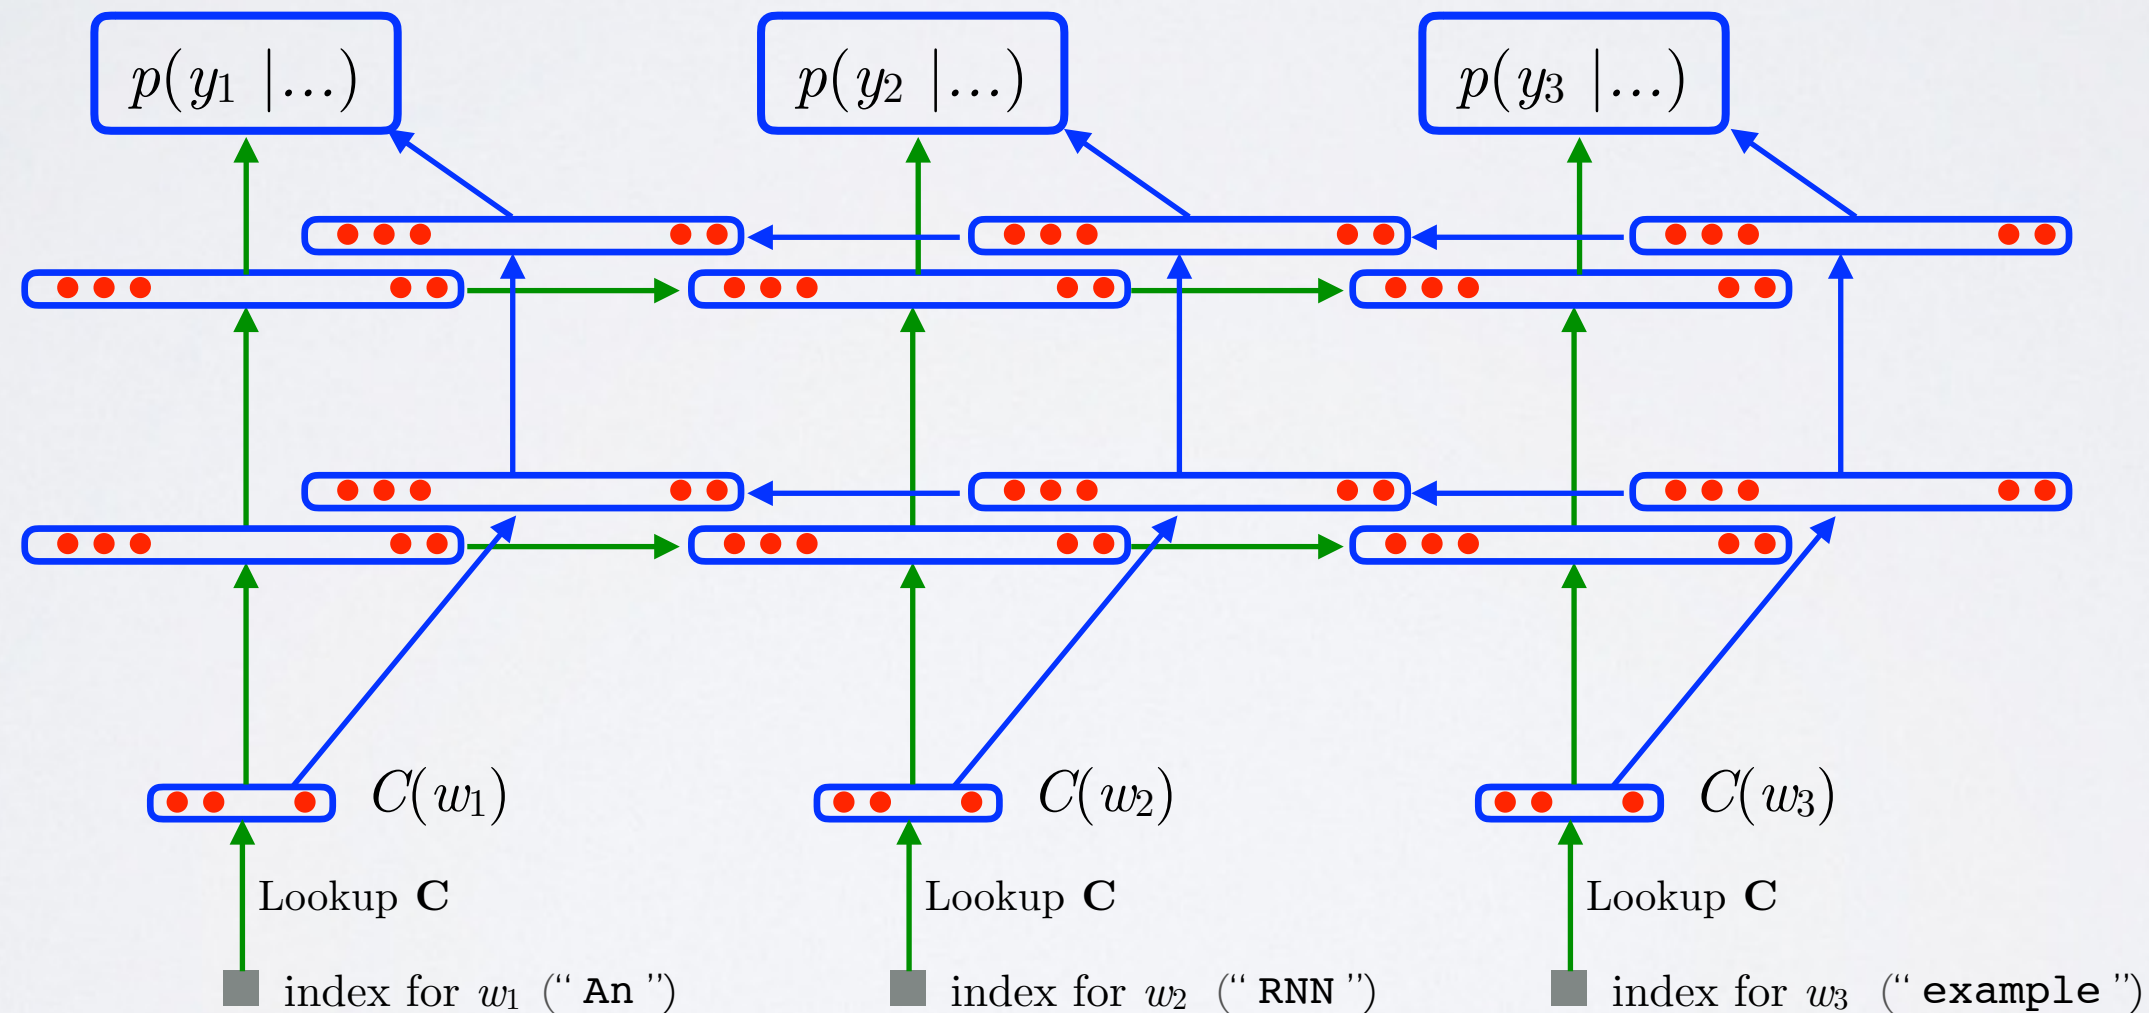 p(y₁ |...) p(y₂ |...) p(y₃ |...)
C(w₁) C(w₂) C(w₃)
Lookup C Lookup C Lookup C
index for w₁ (“ An ”) index for w₂ (“ RNN ”) index for w₃ (“ example ”)